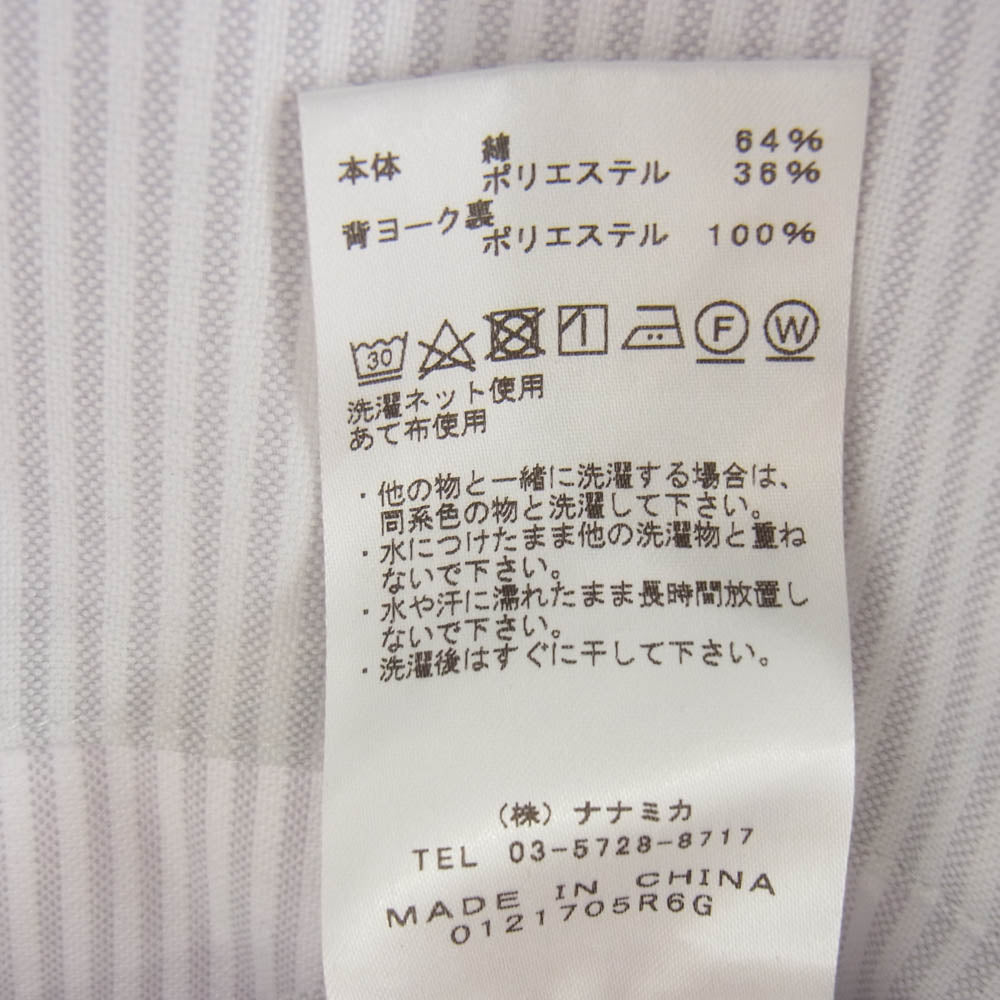 本体 綿 64%
ポリエステル 36%
背ヨーク裏
ポリエステル 100%
30 F W
洗濯ネット使用
あて布使用
・他の物と一緒に洗濯する場合は、
同系色の物と洗濯して下さい。
・水につけたまま他の洗濯物と重ね
ないで下さい。
・水や汗に濡れたまま長時間放置し
ないで下さい。
・洗濯後はすぐに干して下さい。
(株) ナナミカ
TEL 03-5728-8717
MADE IN CHINA
0121705R6G